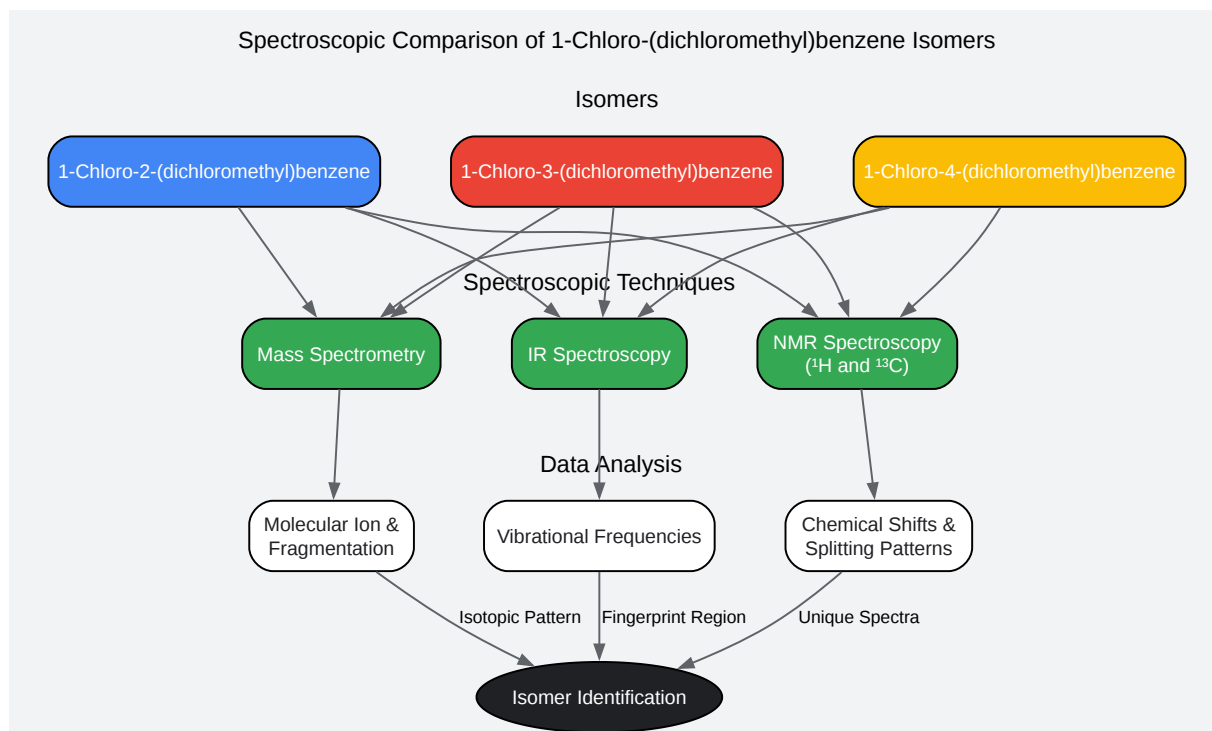 Spectroscopic Comparison of 1-Chloro-(dichloromethyl)benzene Isomers
Isomers
1-Chloro-2-(dichloromethyl)benzene
1-Chloro-3-(dichloromethyl)benzene
1-Chloro-4-(dichloromethyl)benzene
Spectroscopic Techniques
Mass Spectrometry
IR Spectroscopy
NMR Spectroscopy
(¹H and ¹³C)
Data Analysis
Molecular Ion &
Fragmentation
Vibrational Frequencies
Chemical Shifts &
Splitting Patterns
Isotopic Pattern
Fingerprint Region
Unique Spectra
Isomer Identification